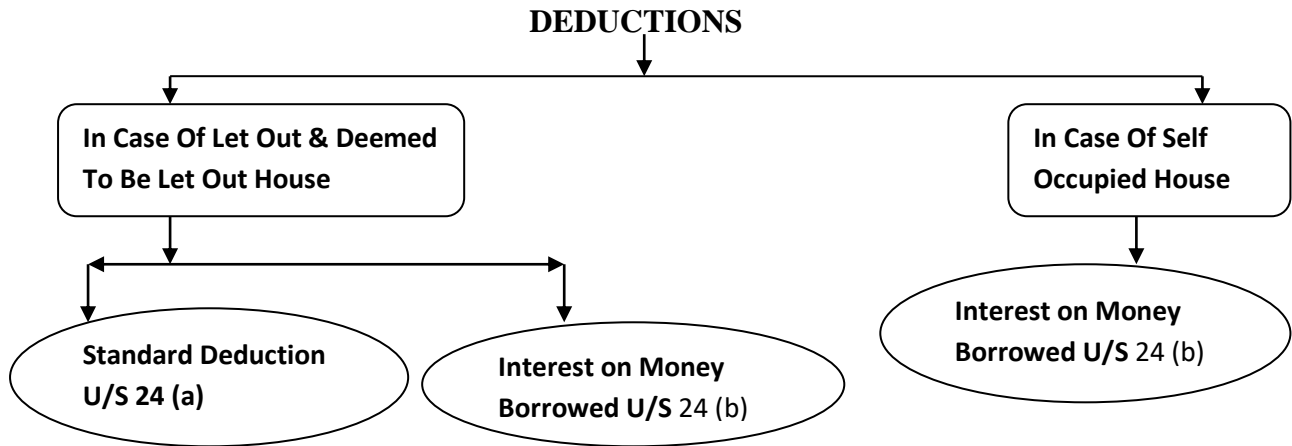 DEDUCTIONS
In Case Of Let Out & Deemed
To Be Let Out House
In Case Of Self
Occupied House
Standard Deduction
U/S 24 (a)
Interest on Money
Borrowed U/S 24 (b)
Interest on Money
Borrowed U/S 24 (b)